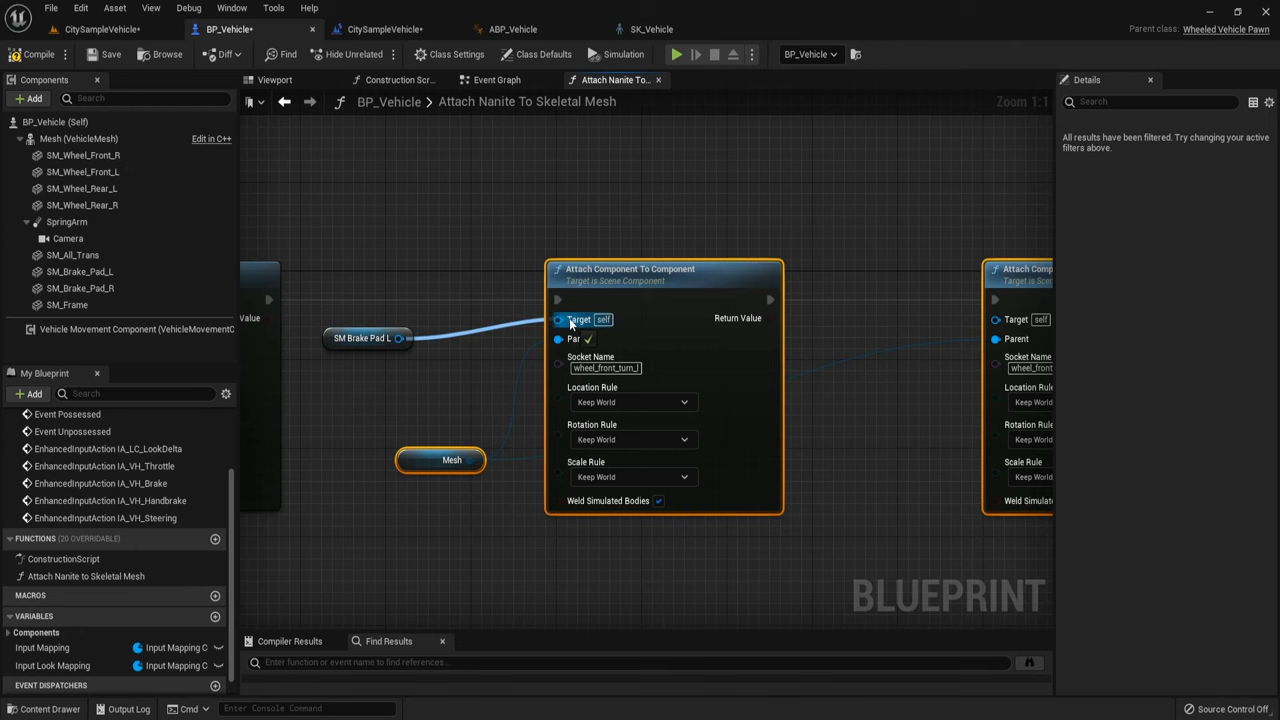 File Edit Asset View Debug Window Tools Help
CitySampleVehicle• BP_Vehicle• CitySampleVehicle• ABP_Vehicle SK_Vehicle Parent class: Wheeled Vehicle Pawn
Compile Save Browse Diff Find Hide Unrelated Class Settings Class Defaults Simulation BP_Vehicle
Components
Add Search
BP_Vehicle (Self)
Mesh (VehicleMesh) Edit in C++
SM_Wheel_Front_R
SM_Wheel_Front_L
SM_Wheel_Rear_L
SM_Wheel_Rear_R
SpringArm
Camera
SM_All_Trans
SM_Brake_Pad_L
SM_Brake_Pad_R
SM_Frame
Vehicle Movement Component (VehicleMovementC
My Blueprint
Add Search
Event Possessed
Event Unpossessed
EnhancedInputAction IA_LC_LookDelta
EnhancedInputAction IA_VH_Throttle
EnhancedInputAction IA_VH_Brake
EnhancedInputAction IA_VH_Handbrake
EnhancedInputAction IA_VH_Steering
FUNCTIONS (20 OVERRIDABLE)
ConstructionScript
Attach Nanite to Skeletal Mesh
MACROS
VARIABLES
Components
Input Mapping Input Mapping C
Input Look Mapping Input Mapping C
EVENT DISPATCHERS
Viewport Construction Scr... Event Graph Attach Nanite To...
BP_Vehicle > Attach Nanite To Skeletal Mesh Zoom 1:1
Value
SM Brake Pad L
Mesh
Attach Component To Component
Target is Scene Component
Target self Return Value
Par
Socket Name
wheel_front_turn_l
Location Rule
Keep World
Rotation Rule
Keep World
Scale Rule
Keep World
Weld Simulated Bodies
Attach Comp
Target is Scene
Target self
Parent
Socket Name
wheel_front
Location Rule
Keep World
Rotation Rule
Keep World
Scale Rule
Keep World
Weld Simulate
BLUEPRINT
Compiler Results Find Results
Enter function or event name to find references...
Details
Search
All results have been filtered. Try changing your active
filters above.
Content Drawer Output Log Cmd Enter Console Command Source Control Off